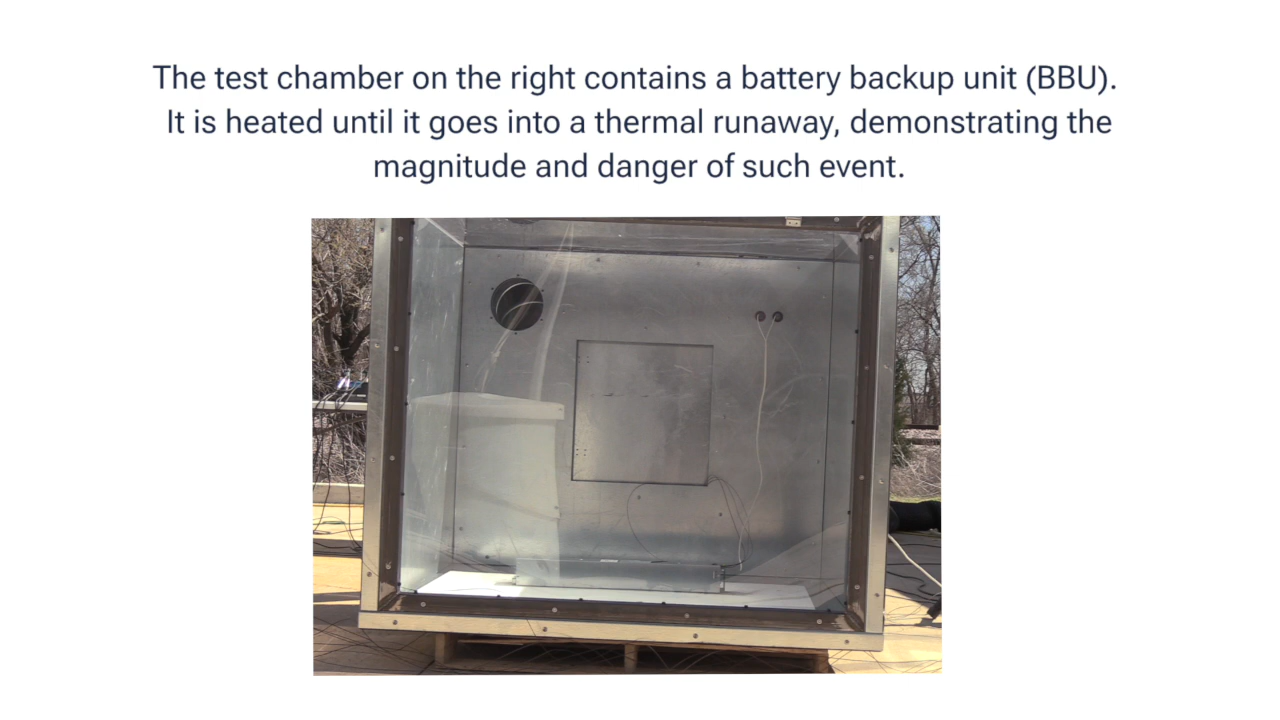 The test chamber on the right contains a battery backup unit (BBU).
It is heated until it goes into a thermal runaway, demonstrating the
magnitude and danger of such event.